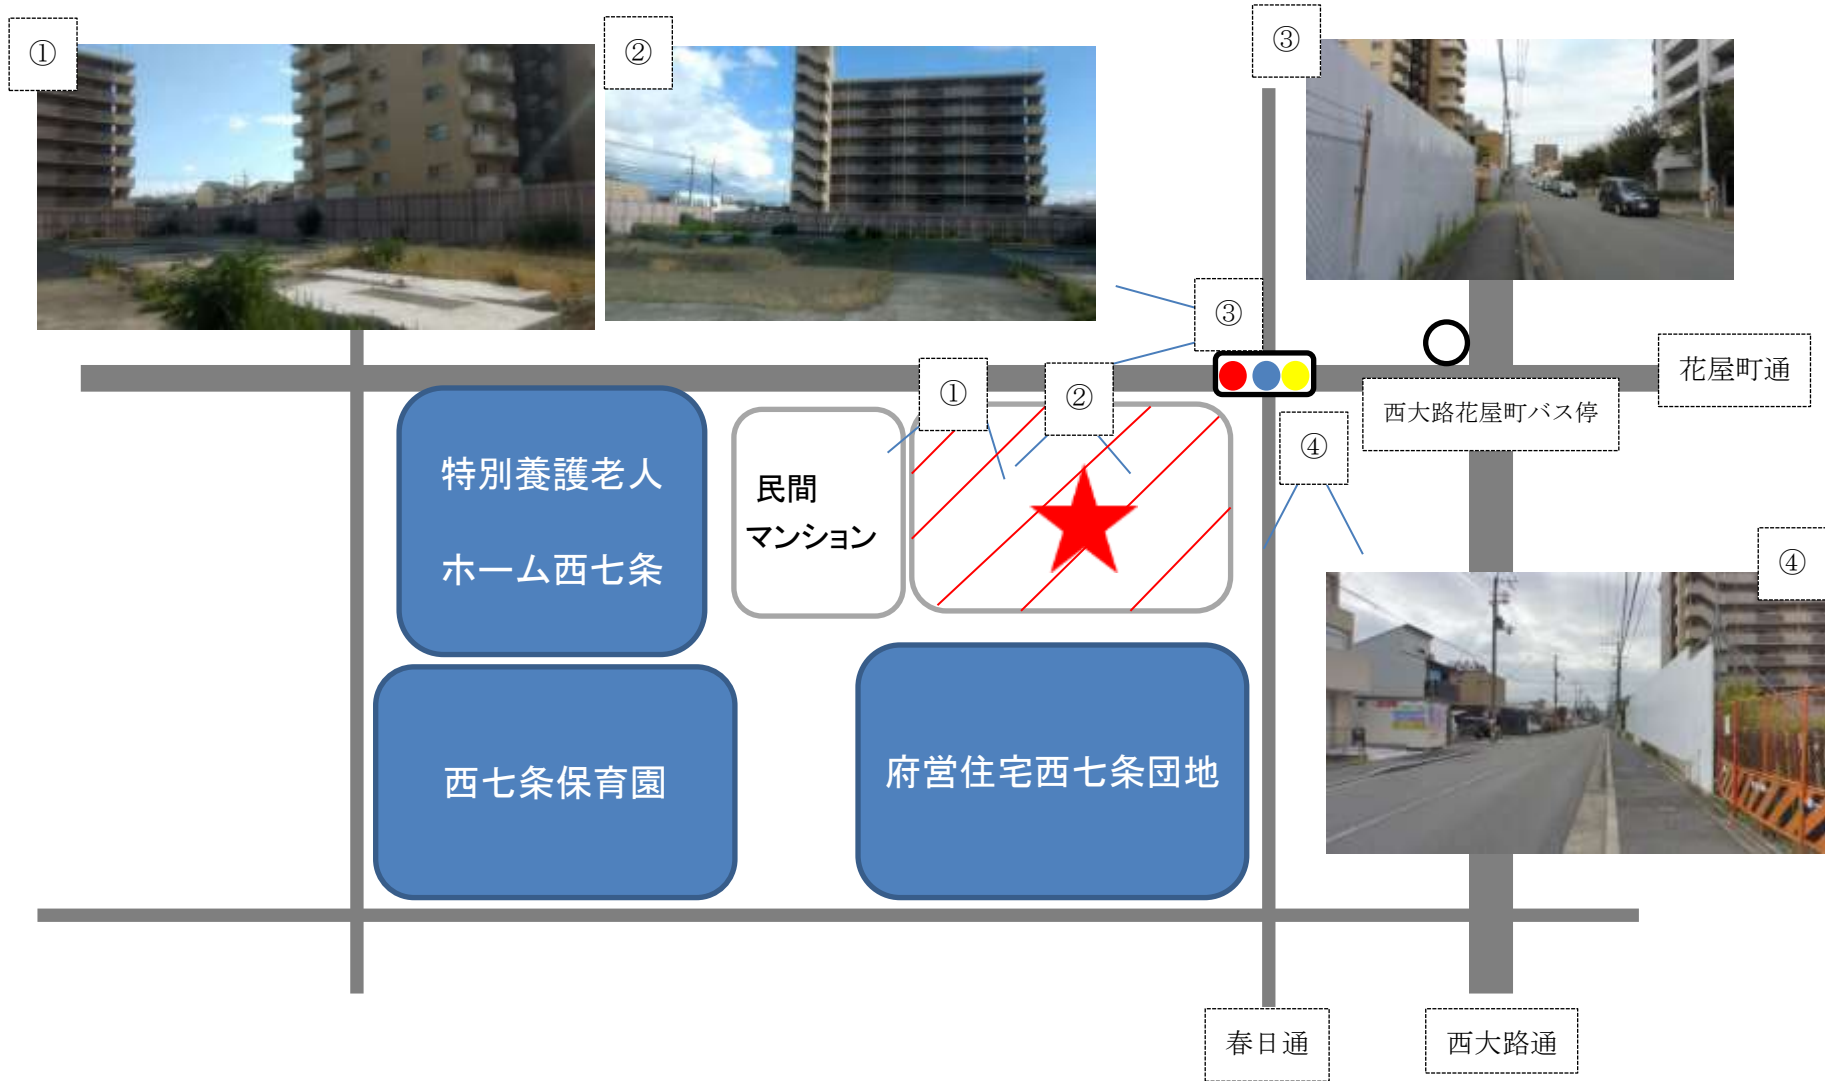 ①
②
③
③
①
②
花屋町通
西大路花屋町バス停
④
特別養護老人
ホーム西七条
民間
マンション
④
西七条保育園
府営住宅西七条団地
春日通
西大路通